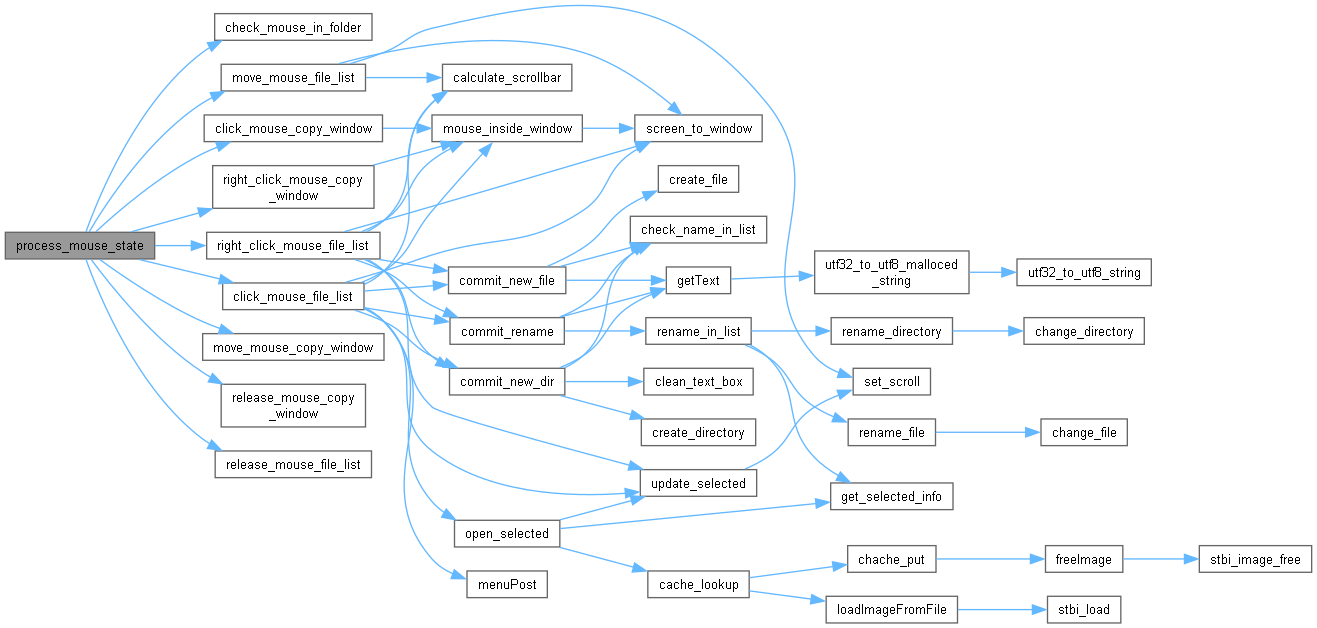 process_mouse_state
check_mouse_in_folder
move_mouse_file_list
click_mouse_copy_window
right_click_mouse_copy
_window
right_click_mouse_file_list
click_mouse_file_list
move_mouse_copy_window
release_mouse_copy
_window
release_mouse_file_list
calculate_scrollbar
mouse_inside_window
commit_new_file
commit_rename
commit_new_dir
open_selected
menuPost
screen_to_window
create_file
check_name_in_list
getText
rename_in_list
clean_text_box
create_directory
update_selected
cache_lookup
utf32_to_utf8_malloced
_string
rename_directory
set_scroll
rename_file
get_selected_info
chache_put
loadImageFromFile
utf32_to_utf8_string
change_directory
change_file
freeImage
stbi_load
stbi_image_free